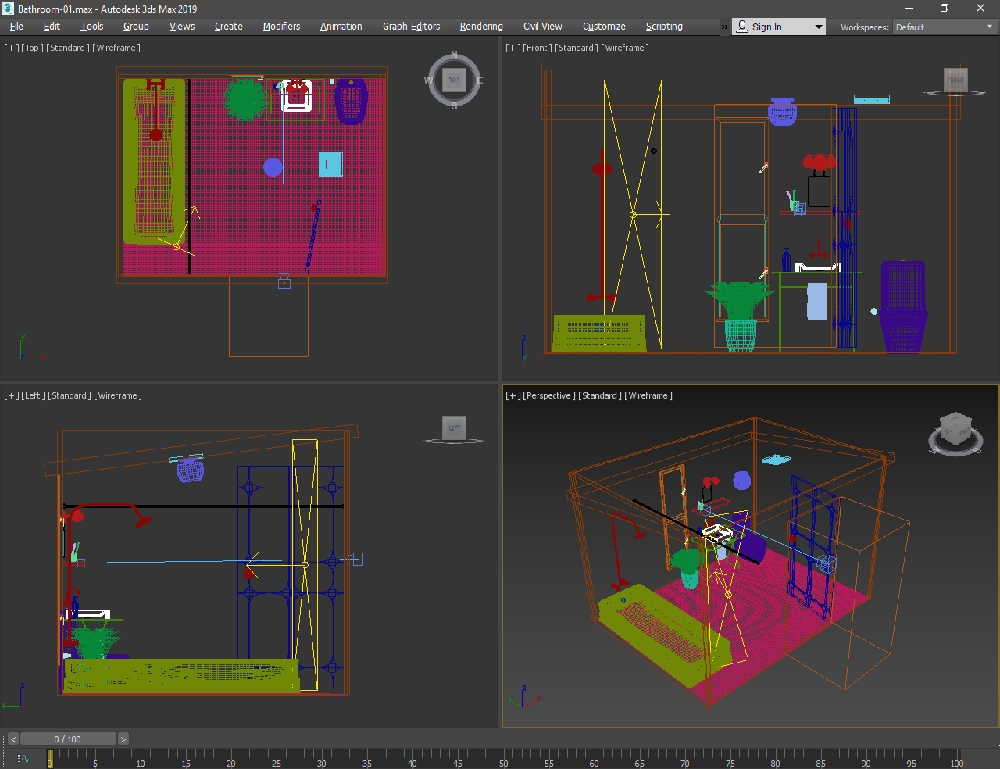 Bathroom-01.max - Autodesk 3ds Max 2019
File Edit Tools Group Views Create Modifiers Animation Graph Editors Rendering Civil View Customize Scripting » Sign In Workspaces: Default
[+] [Top] [Standard] [Wireframe]
N
W TOP E
S
[+] [Front] [Standard] [Wireframe]
FRONT
[+] [Left] [Standard] [Wireframe]
LEFT
[+] [Perspective] [Standard] [Wireframe]
< 0 / 100 >
0 5 10 15 20 25 30 35 40 45 50 55 60 65 70 75 80 85 90 95 100